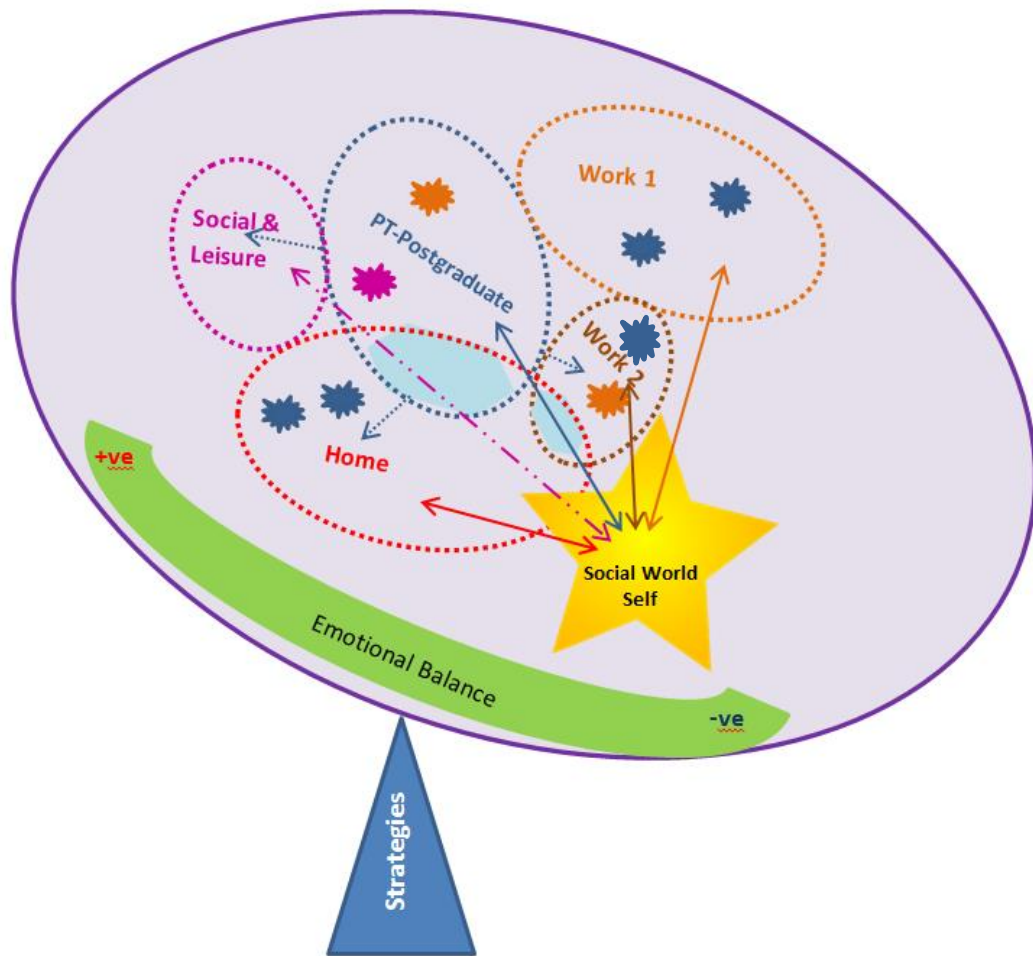 Work 1
Social &
Leisure
PT-Postgraduate
Work 2
Home
+ve
Social World
Self
Emotional Balance
-ve
Strategies